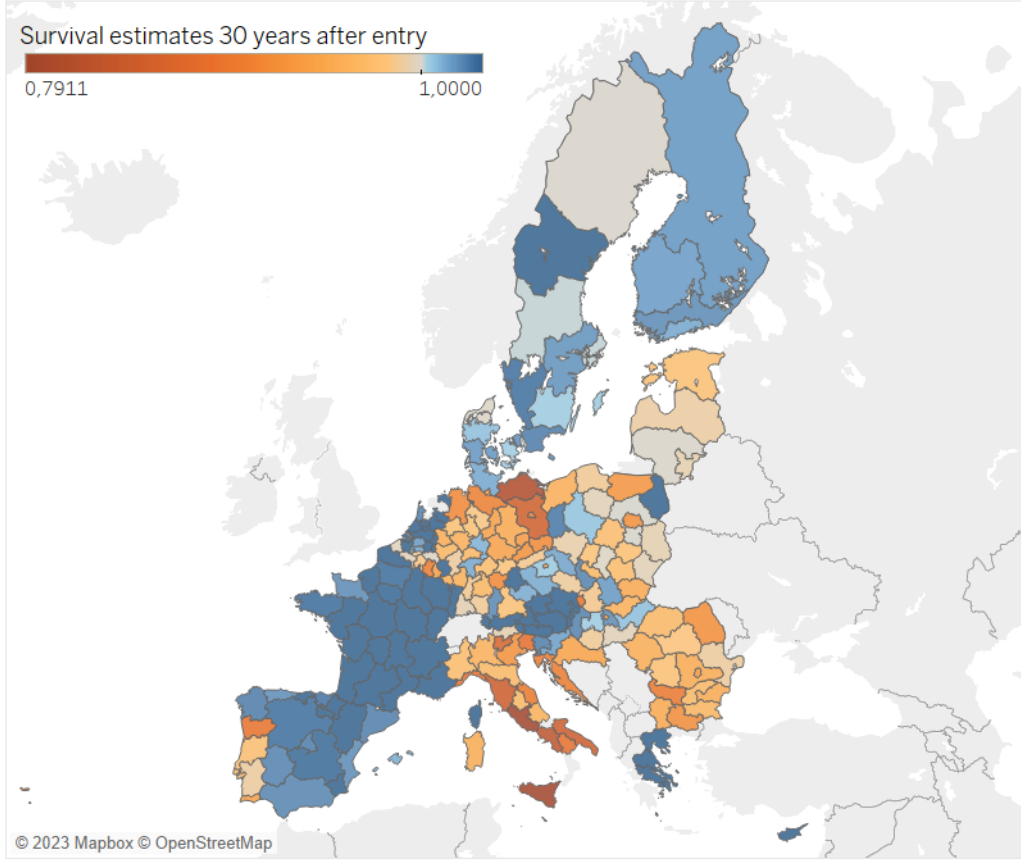 Survival estimates 30 years after entry
0,7911 1,0000
© 2023 Mapbox © OpenStreetMap